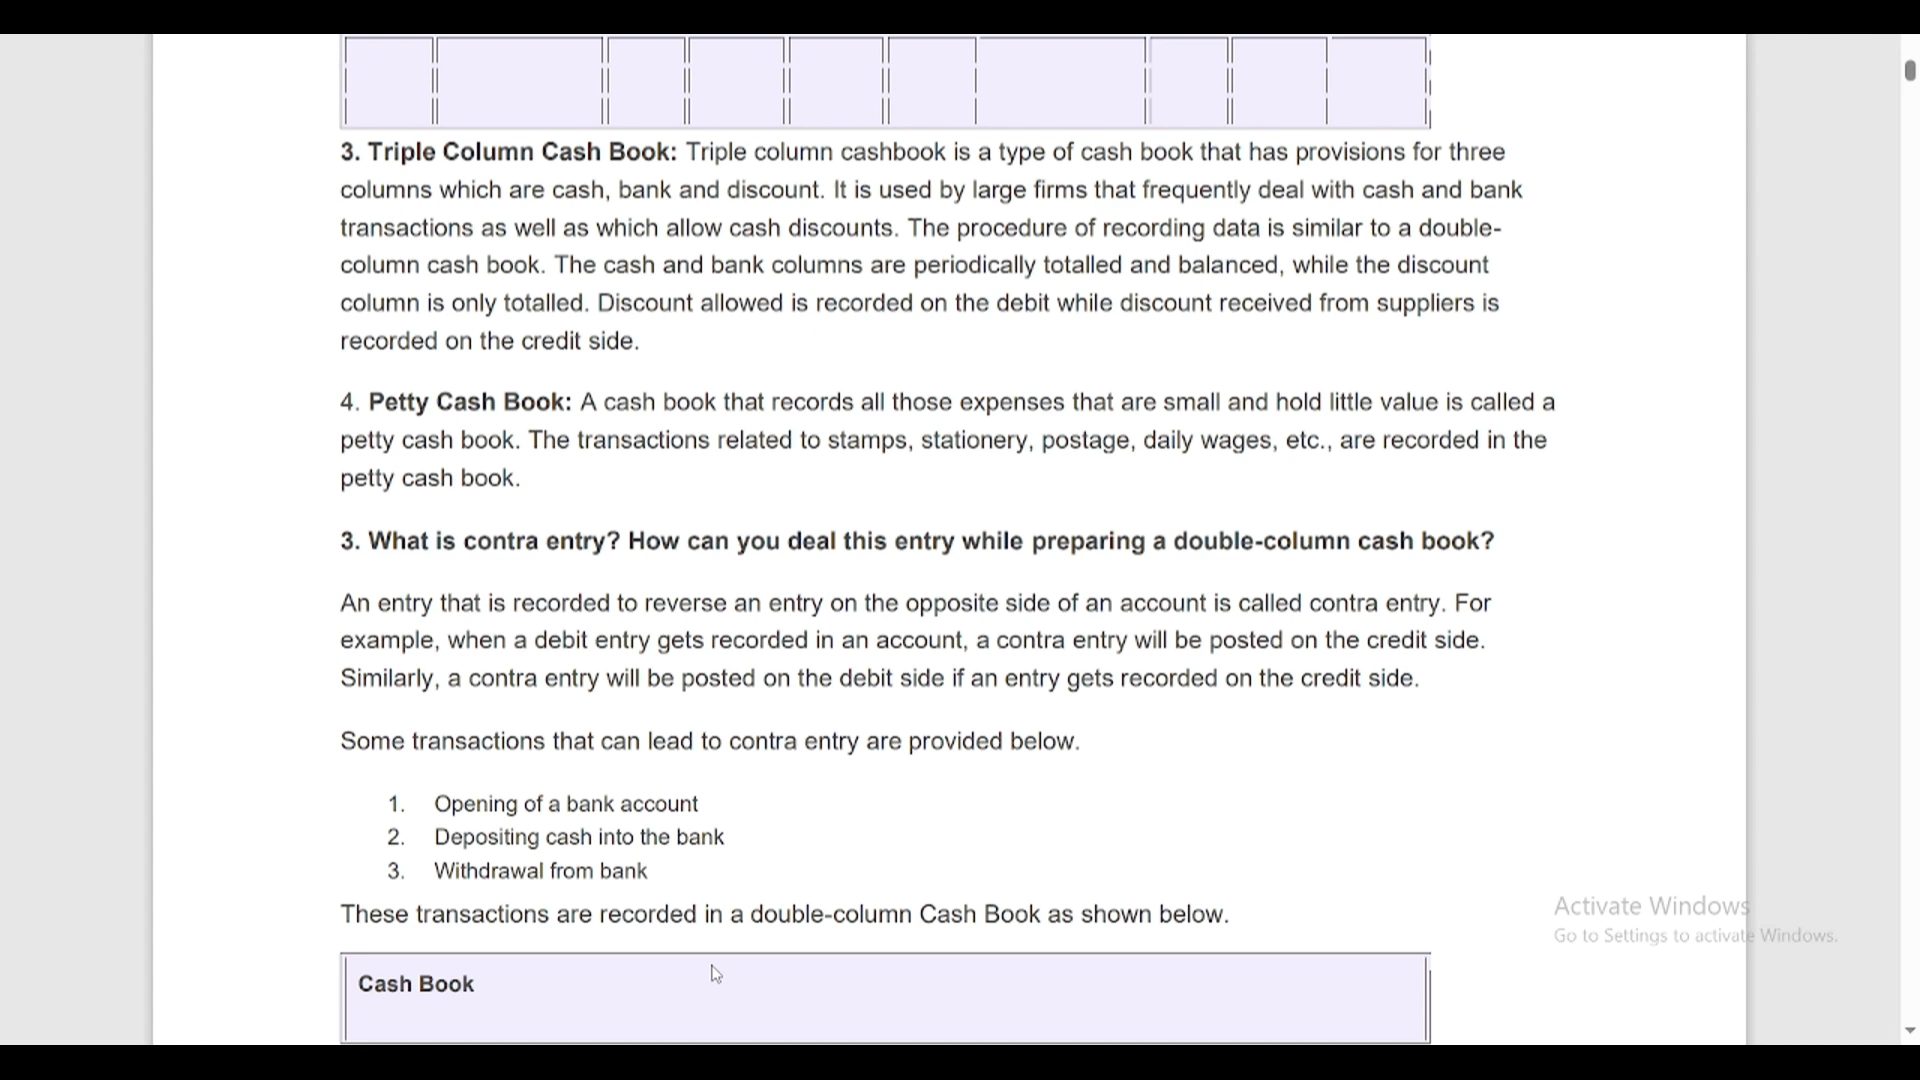 3. Triple Column Cash Book: Triple column cashbook is a type of cash book that has provisions for three
columns which are cash, bank and discount. It is used by large firms that frequently deal with cash and bank
transactions as well as which allow cash discounts. The procedure of recording data is similar to a double-
column cash book. The cash and bank columns are periodically totalled and balanced, while the discount
column is only totalled. Discount allowed is recorded on the debit while discount received from suppliers is
recorded on the credit side.
4. Petty Cash Book: A cash book that records all those expenses that are small and hold little value is called a
petty cash book. The transactions related to stamps, stationery, postage, daily wages, etc., are recorded in the
petty cash book.
3. What is contra entry? How can you deal this entry while preparing a double-column cash book?
An entry that is recorded to reverse an entry on the opposite side of an account is called contra entry. For
example, when a debit entry gets recorded in an account, a contra entry will be posted on the credit side.
Similarly, a contra entry will be posted on the debit side if an entry gets recorded on the credit side.
Some transactions that can lead to contra entry are provided below.
1. Opening of a bank account
2. Depositing cash into the bank
3. Withdrawal from bank
These transactions are recorded in a double-column Cash Book as shown below.
Activate Windows
Go to Settings to activate Windows.
Cash Book